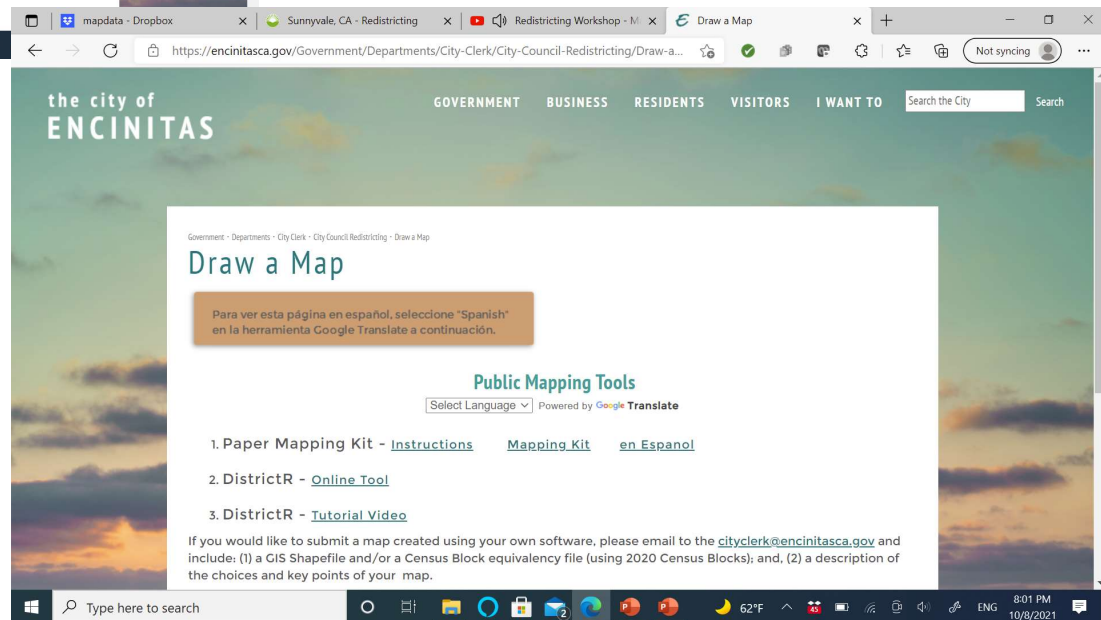 mapdata - Dropbox
Sunnyvale, CA - Redistricting
Redistricting Workshop - M
Draw a Map
https://encinitasca.gov/Government/Departments/City-Clerk/City-Council-Redistricting/Draw-a...
Not syncing
the city of
ENCINITAS
GOVERNMENT BUSINESS RESIDENTS VISITORS I WANT TO
Search the City
Search
Government - Departments - City Clerk - City Council Redistricting - Draw a Map
Draw a Map
Para ver esta página en español, seleccione "Spanish"
en la herramienta Google Translate a continuación.
Public Mapping Tools
Select Language Powered by Google Translate
1. Paper Mapping Kit - Instructions Mapping Kit en Espanol
2. DistrictR - Online Tool
3. DistrictR - Tutorial Video
If you would like to submit a map created using your own software, please email to the cityclerk@encinitasca.gov and
include: (1) a GIS Shapefile and/or a Census Block equivalency file (using 2020 Census Blocks); and, (2) a description of
the choices and key points of your map.
Type here to search
2
62°F
45
ENG
8:01 PM
10/8/2021